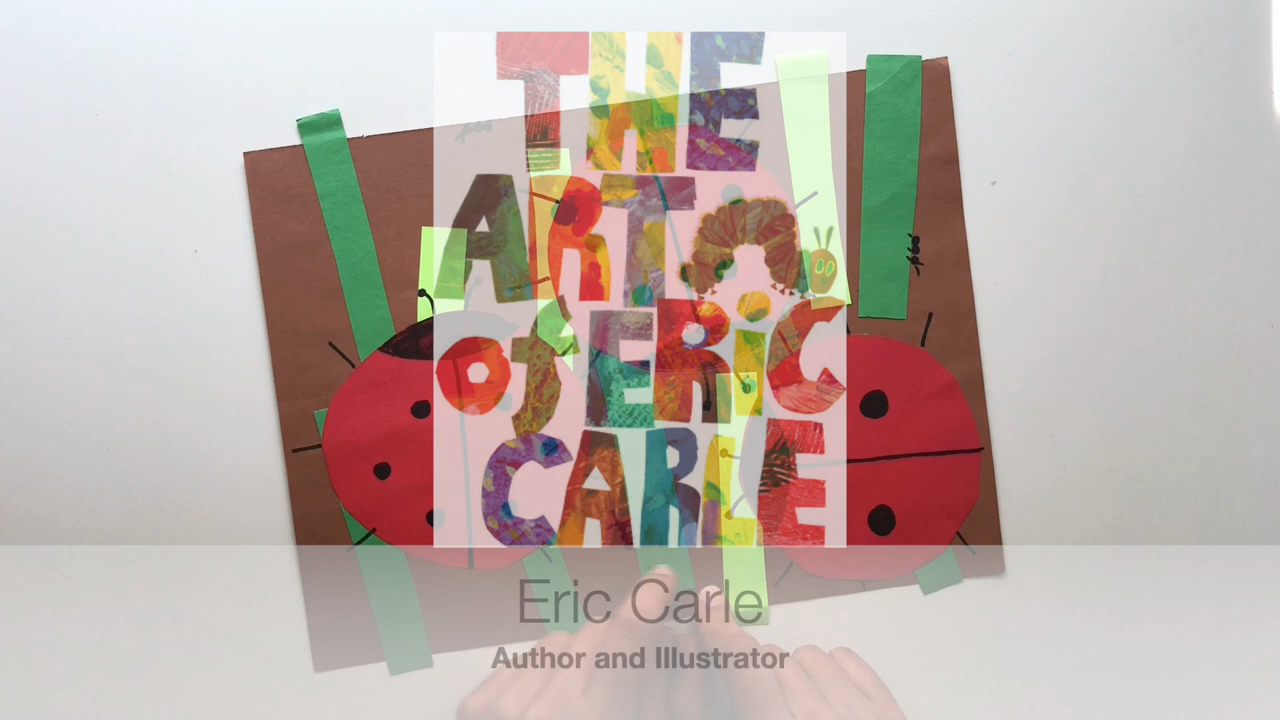 THE
ART
of ERiC
CARLE
Eric Carle
Author and Illustrator